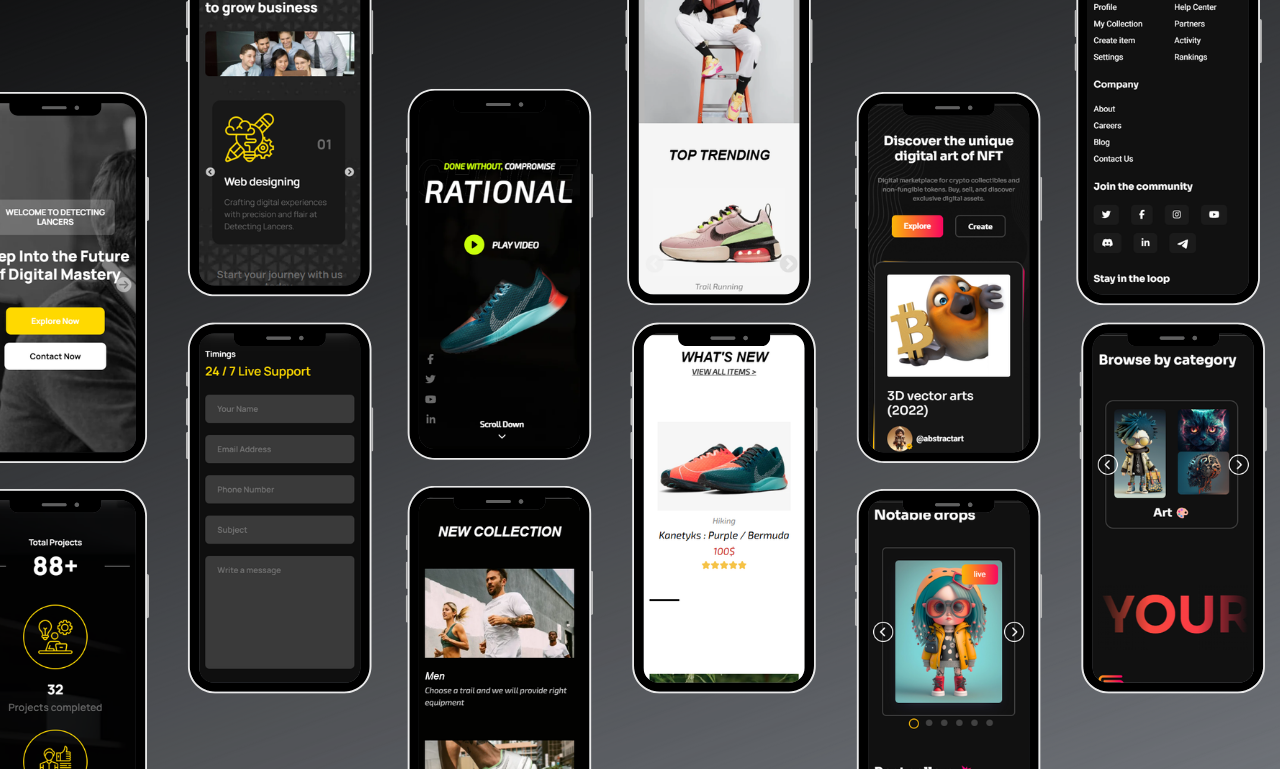 WELCOME TO DETECTING
LANCERS
ep Into the Future
f Digital Mastery
Explore Now
Contact Now
Total Projects
88+
32
Projects completed
to grow business
01
Web designing
Crafting digital experiences
with precision and flair at
Detecting Lancers.
Start your journey with us
Timings
24 / 7 Live Support
Your Name
Email Address
Phone Number
Subject
Write a message
DONE WITHOUT, COMPROMISE
RATIONAL
PLAY VIDEO
Scroll Down
NEW COLLECTION
Men
Choose a trail and we will provide right
equipment
TOP TRENDING
Trail Running
WHAT'S NEW
VIEW ALL ITEMS >
Hiking
Kanetyks : Purple / Bermuda
100$
Discover the unique
digital art of NFT
Digital marketplace for crypto collectibles and
non-fungible tokens. Buy, sell, and discover
exclusive digital assets.
Explore
Create
3D vector arts
(2022)
@abstractart
Notable drops
live
Profile
Help Center
My Collection
Partners
Create item
Activity
Settings
Rankings
Company
About
Careers
Blog
Contact Us
Join the community
Stay in the loop
Browse by category
Art 🎨
YOUR